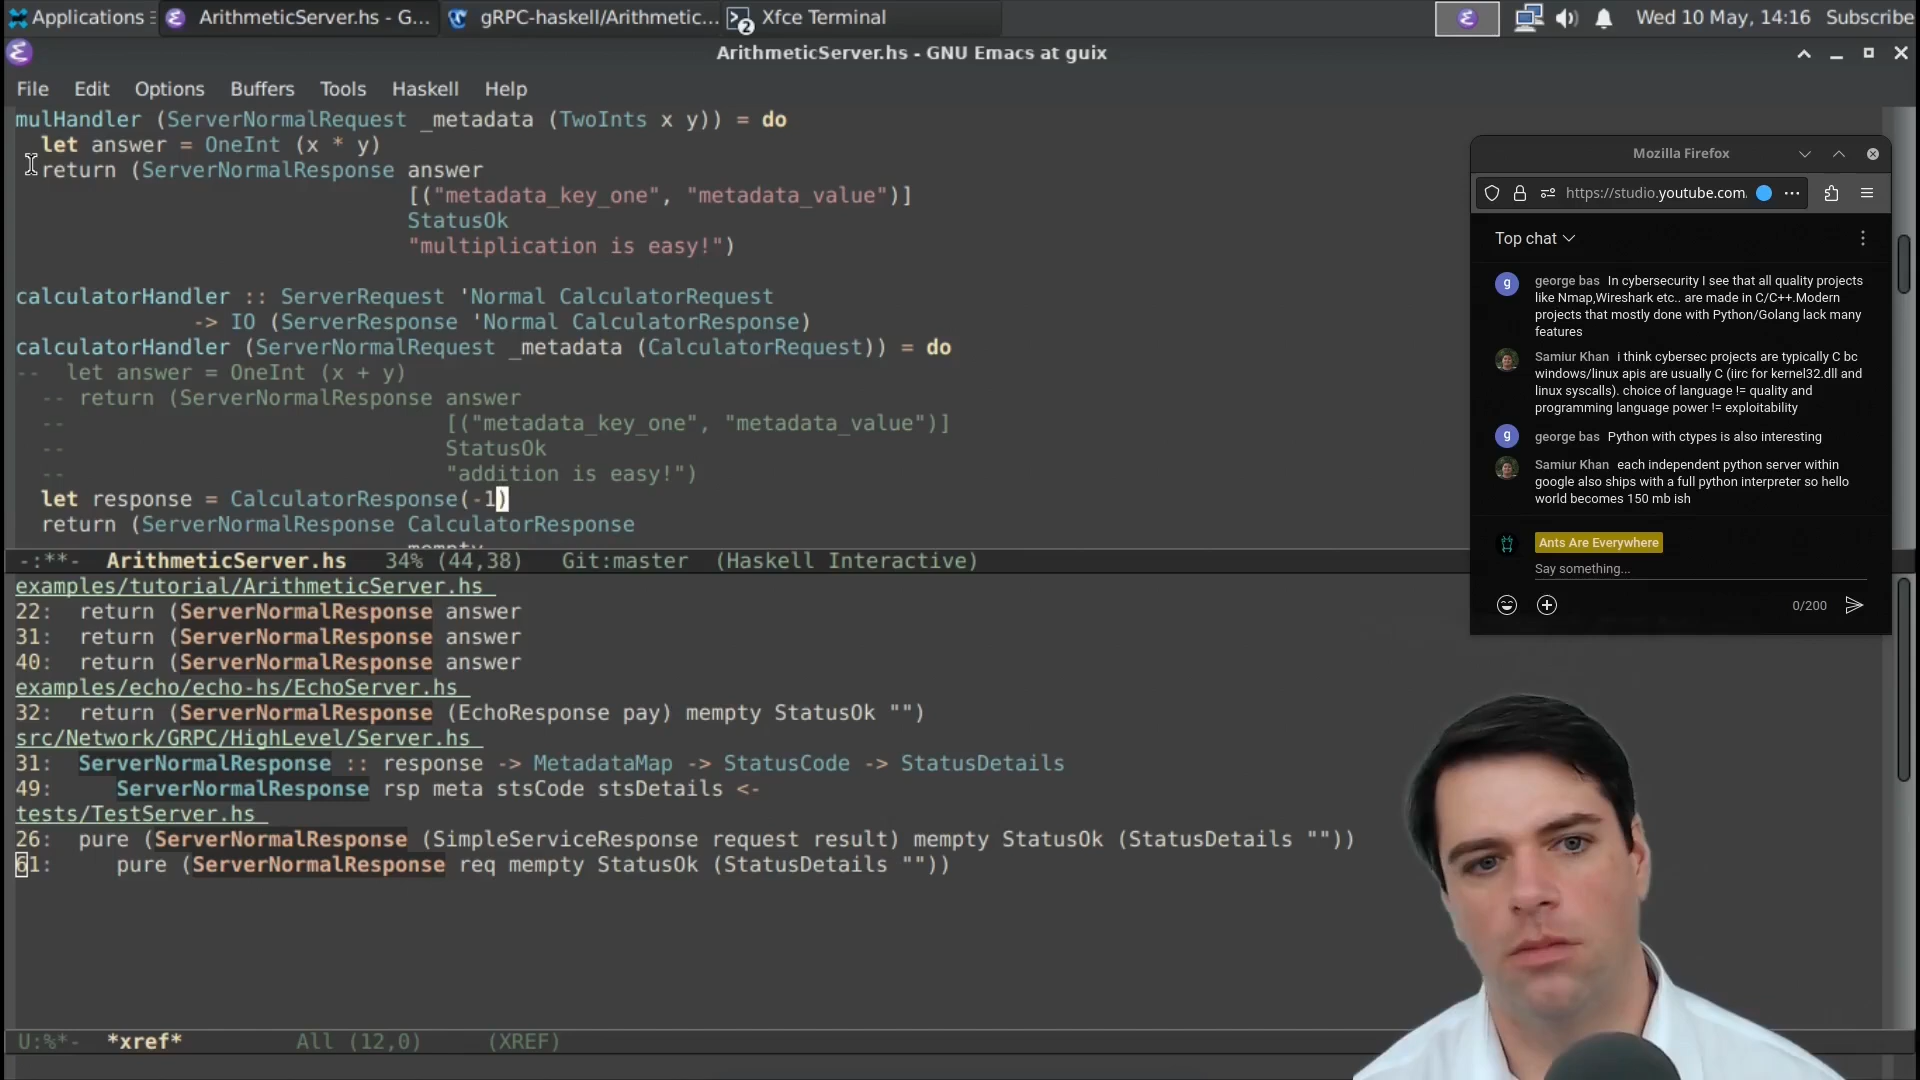 Applications
ArithmeticServer.hs - G...
gRPC-haskell/Arithmetic...
2
Xfce Terminal
Wed 10 May, 14:16
Subscribe
ArithmeticServer.hs - GNU Emacs at guix
File Edit Options Buffers Tools Haskell Help
mulHandler (ServerNormalRequest _metadata (TwoInts x y)) = do
let answer = OneInt (x * y)
return (ServerNormalResponse answer
[("metadata_key_one", "metadata_value")]
StatusOk
"multiplication is easy!")
calculatorHandler :: ServerRequest 'Normal CalculatorRequest
-> IO (ServerResponse 'Normal CalculatorResponse)
calculatorHandler (ServerNormalRequest _metadata (CalculatorRequest)) = do
-- let answer = OneInt (x + y)
-- return (ServerNormalResponse answer
-- [("metadata_key_one", "metadata_value")]
-- StatusOk
-- "addition is easy!")
let response = CalculatorResponse(-1)
return (ServerNormalResponse CalculatorResponse
mempty
-:**- ArithmeticServer.hs 34% (44,38) Git:master (Haskell Interactive)
examples/tutorial/ArithmeticServer.hs
22: return (ServerNormalResponse answer
31: return (ServerNormalResponse answer
40: return (ServerNormalResponse answer
examples/echo/echo-hs/EchoServer.hs
32: return (ServerNormalResponse (EchoResponse pay) mempty StatusOk "")
src/Network/GRPC/HighLevel/Server.hs
31: ServerNormalResponse :: response -> MetadataMap -> StatusCode -> StatusDetails
49: ServerNormalResponse rsp meta stsCode stsDetails <-
tests/TestServer.hs
26: pure (ServerNormalResponse (SimpleServiceResponse request result) mempty StatusOk (StatusDetails ""))
61: pure (ServerNormalResponse req mempty StatusOk (StatusDetails ""))
U:%*- *xref* All (12,0) (XREF)
Mozilla Firefox
https://studio.youtube.com
Top chat
george bas In cybersecurity I see that all quality projects
like Nmap,Wireshark etc.. are made in C/C++.Modern
projects that mostly done with Python/Golang lack many
features
Samiur Khan i think cybersec projects are typically C bc
windows/linux apis are usually C (iirc for kernel32.dll and
linux syscalls). choice of language != quality and
programming language power != exploitability
george bas Python with ctypes is also interesting
Samiur Khan each independent python server within
google also ships with a full python interpreter so hello
world becomes 150 mb ish
Ants Are Everywhere
Say something...
0/200